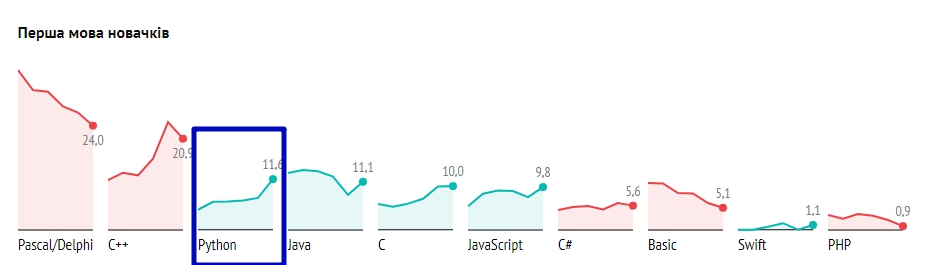 Перша мова новачків
24,0
20,9
11,6
11,1
10,0
9,8
5,6
5,1
1,1
0,9
Pascal/Delphi
C++
Python
Java
C
JavaScript
C#
Basic
Swift
PHP